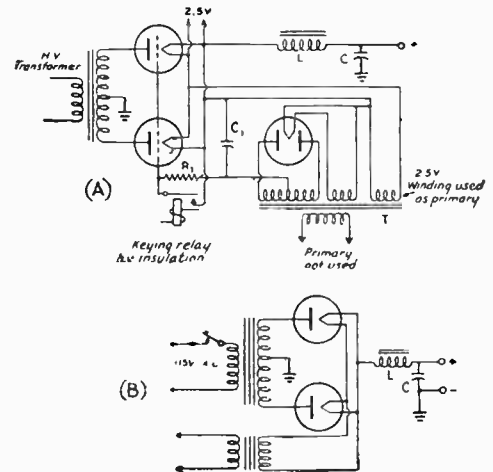 2.5V
H V
Transformer
L
C
+
C₁
R₁
(A)
2.5V
Winding used
as primary
T
Keying relay
h.v. insulation
Primary
not used
(B)
115V A.C.
L
C
+
-